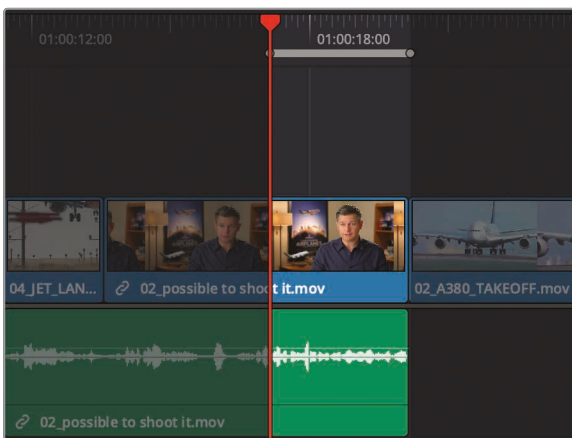 01:00:12:00
01:00:18:00
04_JET_LAN...
02_possible to shoot it.mov
02_A380_TAKEOFF.mov
02_possible to shoot it.mov